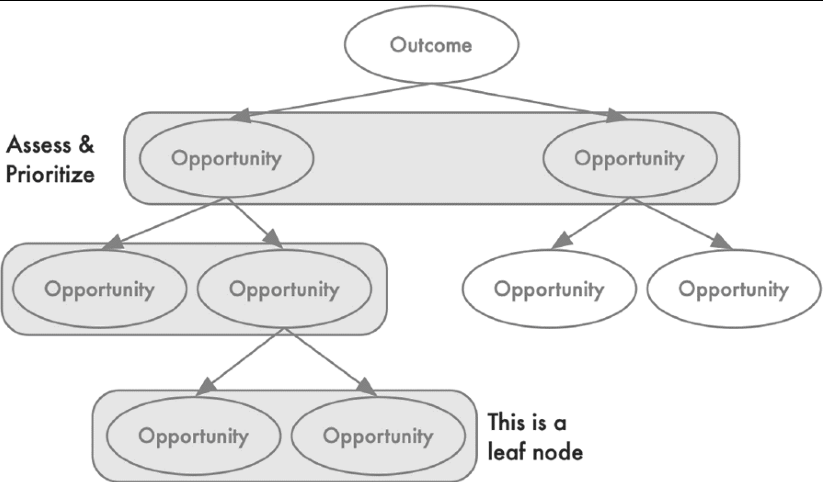 Outcome
Assess &
Prioritize
Opportunity
Opportunity
Opportunity
Opportunity
Opportunity
Opportunity
Opportunity
Opportunity
This is a
leaf node